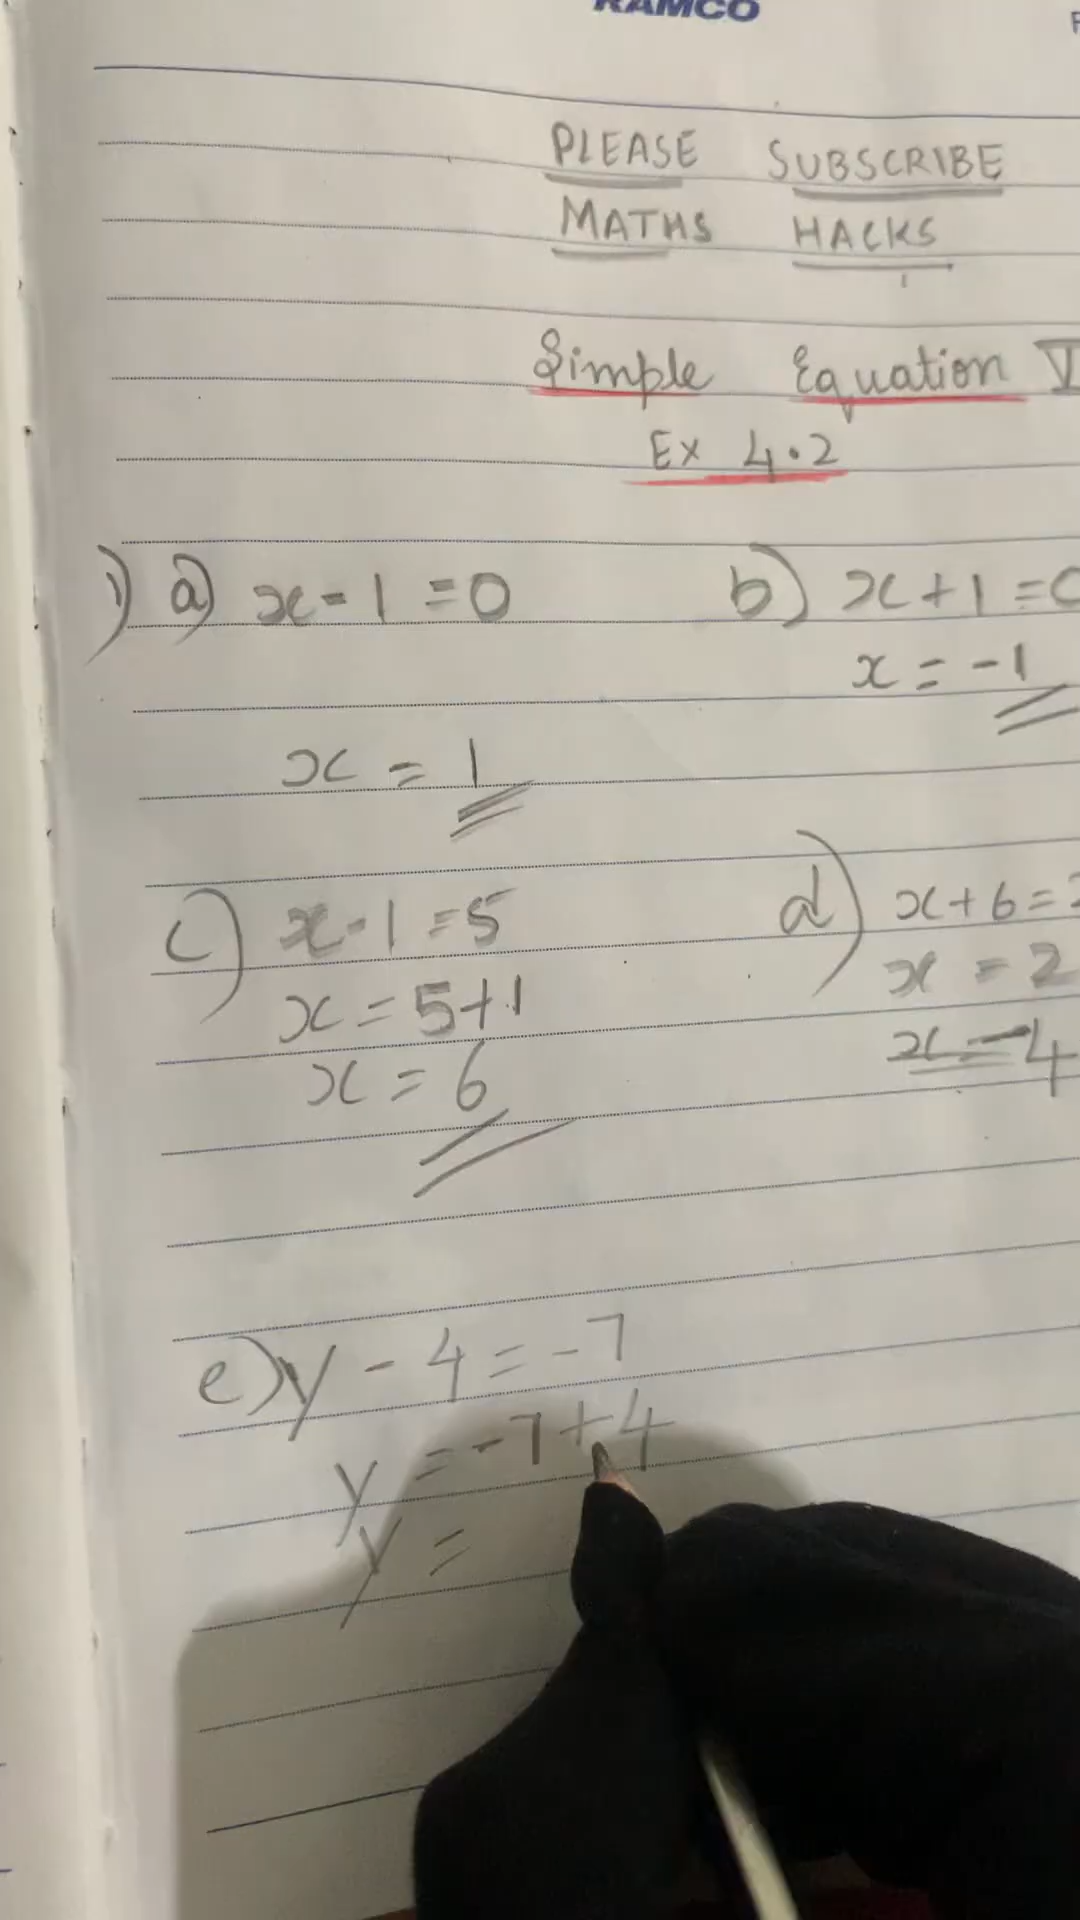 RAMCO
PLEASE SUBSCRIBE
MATHS HACKS
Simple Equation
Ex 4.2
1) a) x - 1 = 0
x = 1
b) x + 1 = 0
x = -1
c) x - 1 = 5
x = 5 + 1
x = 6
d) x + 6 =
x = 2
x = -4
e) y - 4 = -7
y = -7 + 4
y =